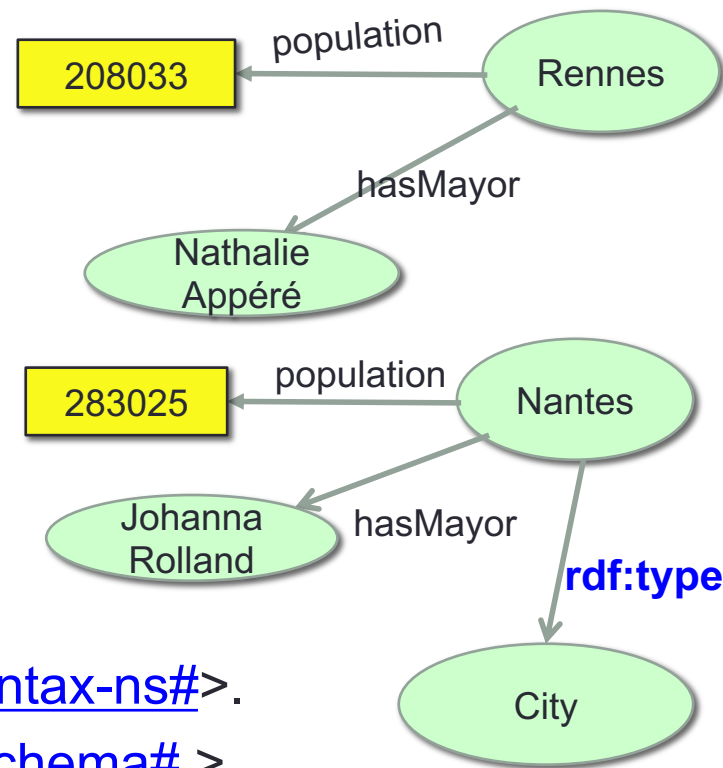 population
208033
Rennes
hasMayor
Nathalie
Appéré
population
283025
Nantes
Johanna
Rolland
hasMayor
rdf:type
ntax-ns#>.
City
chema# >